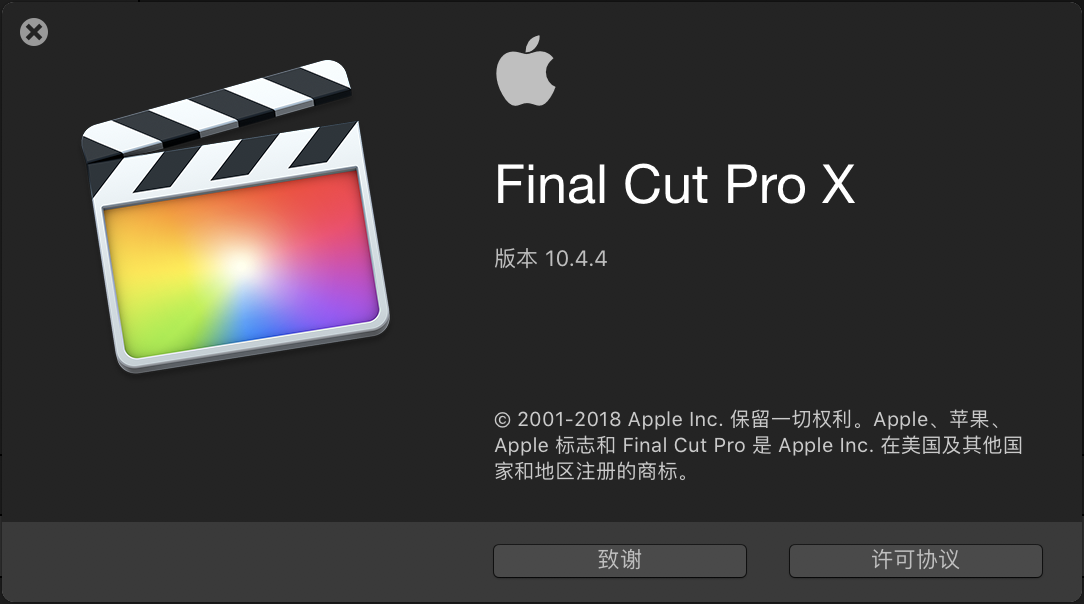 Final Cut Pro X
版本 10.4.4
© 2001-2018 Apple Inc. 保留一切权利。Apple、苹果、
Apple 标志和 Final Cut Pro 是 Apple Inc. 在美国及其他国
家和地区注册的商标。
致谢
许可协议